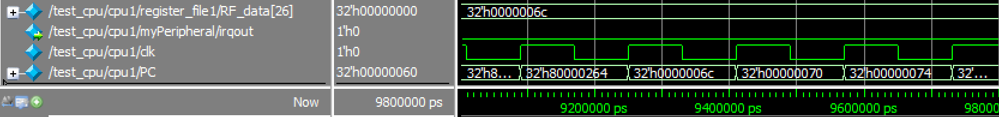 /test_cpu/cpu1/register_file1/RF_data[26] 32'h00000000 32'h0000006c
/test_cpu/cpu1/myPeripheral/irqout 1'h0
/test_cpu/cpu1/clk 1'h0
/test_cpu/cpu1/PC 32'h00000060 32'h8... 32'h80000264 32'h0000006c 32'h00000070 32'h00000074 32'...
Now 9800000 ps 9200000 ps 9400000 ps 9600000 ps 98000